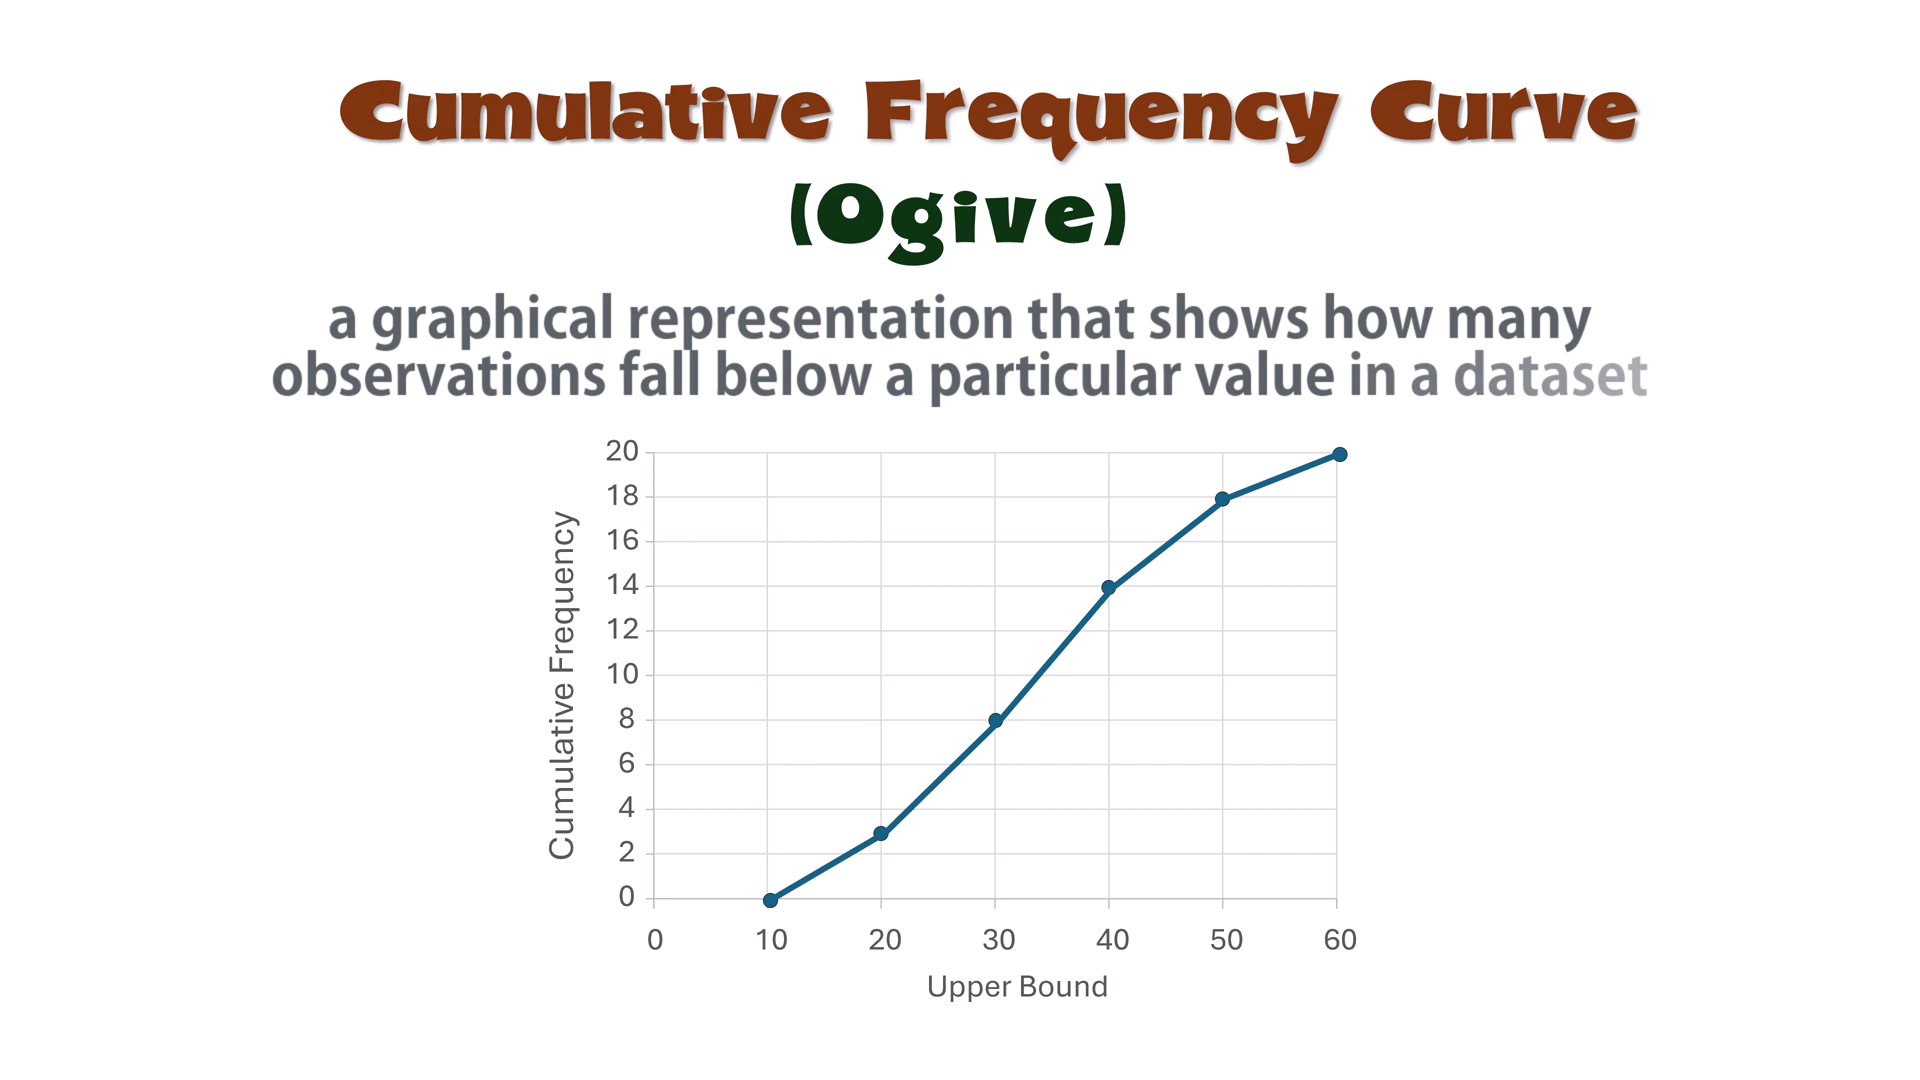 Cumulative Frequency Curve
(Ogive)
a graphical representation that shows how many
observations fall below a particular value in a dataset
20
18
16
14
12
10
8
6
4
2
0
Cumulative Frequency
0 10 20 30 40 50 60
Upper Bound